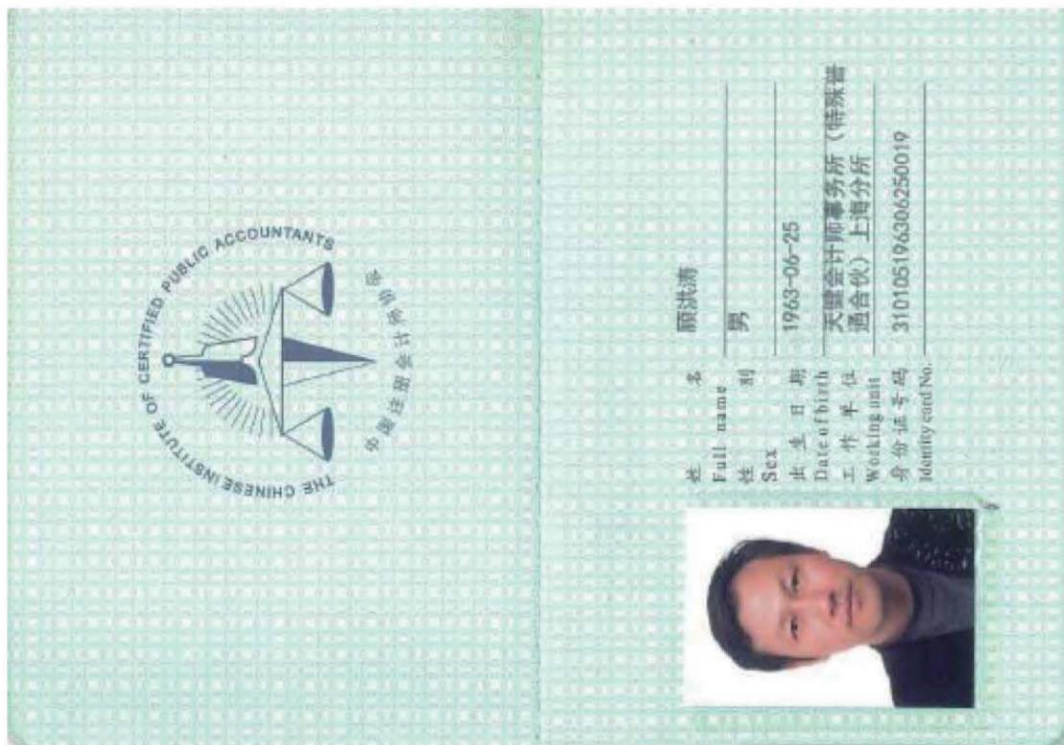 THE CHINESE INSTITUTE OF CERTIFIED PUBLIC ACCOUNTANTS
中国注册会计师协会
姓 名 顾洪涛
Full name
性 别 男
Sex
出 生 日 期 1963-06-25
Date of birth
工 作 单 位 天健会计师事务所（特殊普
通合伙）上海分所
Working unit
身 份 证 号 码 310105196306250019
Identity card No.